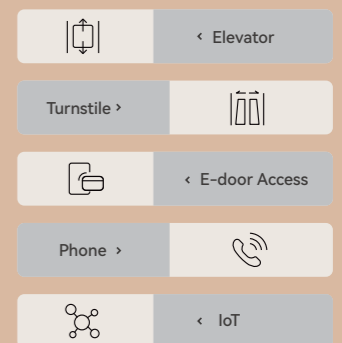 ‹ Elevator
Turnstile ›
‹ E-door Access
Phone ›
‹ IoT